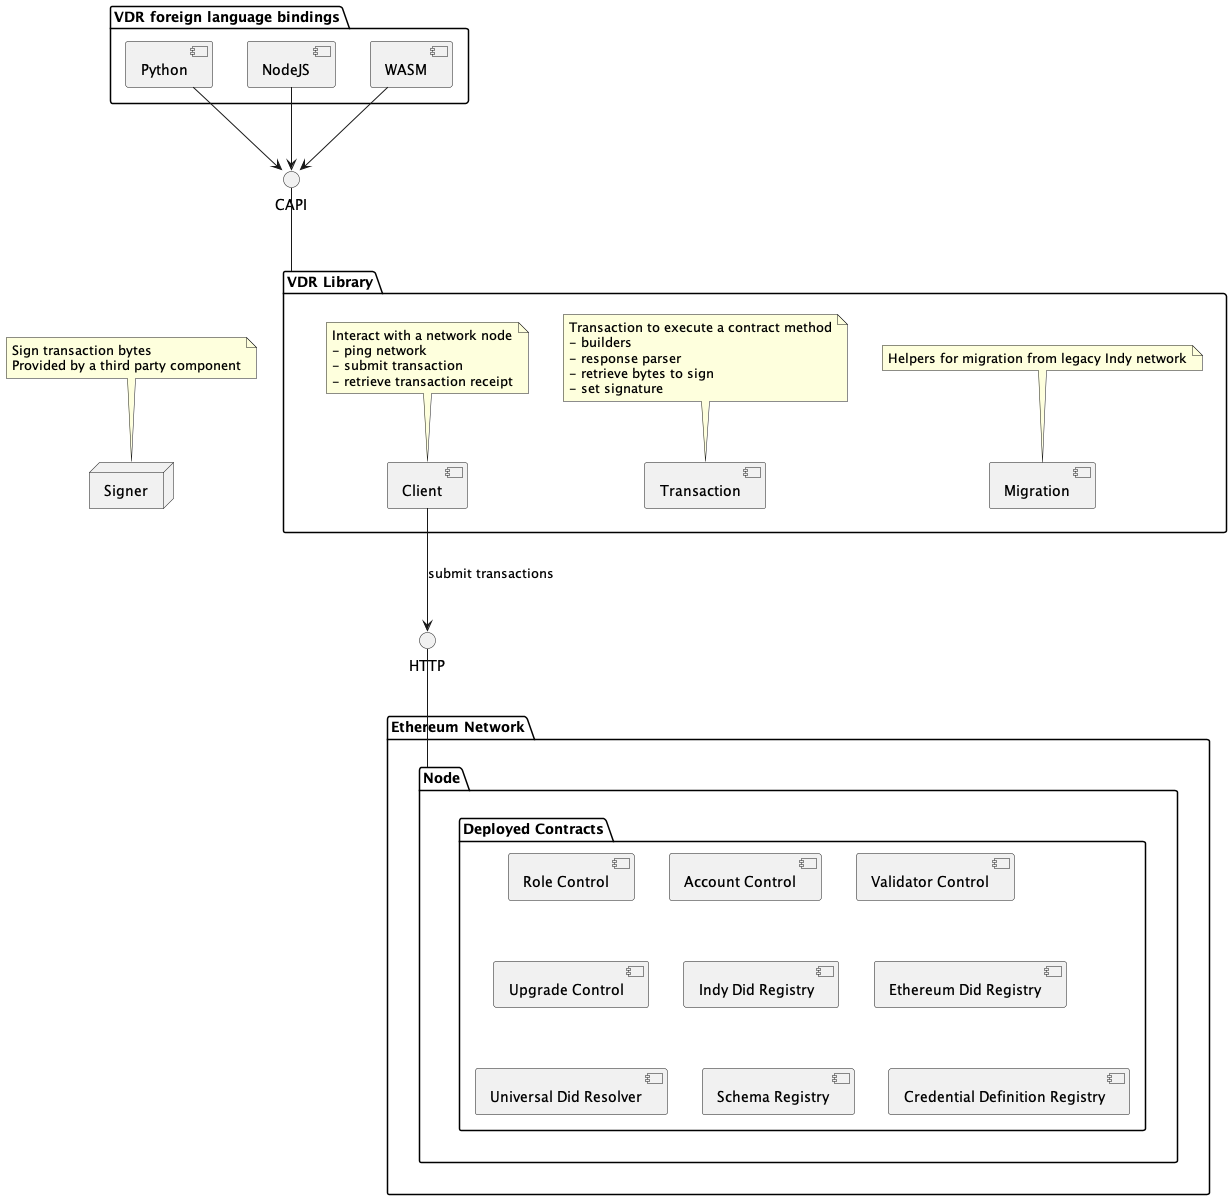 VDR foreign language bindings
Python
NodeJS
WASM
CAPI
VDR Library
Sign transaction bytes
Provided by a third party component
Signer
Interact with a network node
- ping network
- submit transaction
- retrieve transaction receipt
Client
Transaction to execute a contract method
- builders
- response parser
- retrieve bytes to sign
- set signature
Transaction
Helpers for migration from legacy Indy network
Migration
submit transactions
HTTP
Ethereum Network
Node
Deployed Contracts
Role Control
Account Control
Validator Control
Upgrade Control
Indy Did Registry
Ethereum Did Registry
Universal Did Resolver
Schema Registry
Credential Definition Registry